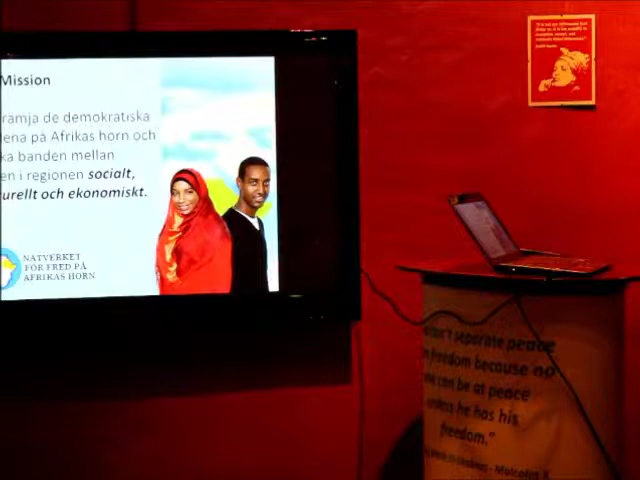 Mission
ramja de demokratiska
lena på Afrikas horn och
ka banden mellan
en i regionen socialt,
urellt och ekonomiskt.
NÄTVERKET
FÖR FRED PÅ
AFRIKAS HORN
separate peace
freedom because no
can be at peace
unless he has his
freedom."
- Malcolm X